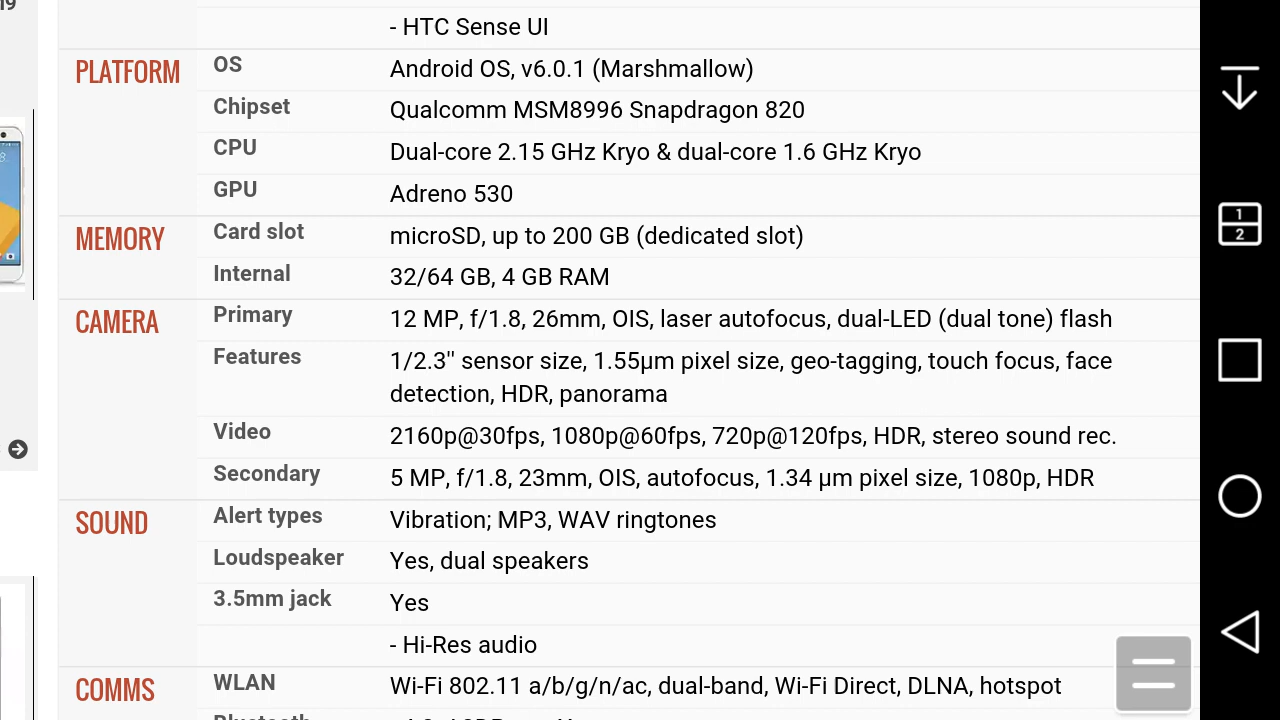 - HTC Sense UI
PLATFORM
OS Android OS, v6.0.1 (Marshmallow)
Chipset Qualcomm MSM8996 Snapdragon 820
CPU Dual-core 2.15 GHz Kryo & dual-core 1.6 GHz Kryo
GPU Adreno 530
MEMORY
Card slot microSD, up to 200 GB (dedicated slot)
Internal 32/64 GB, 4 GB RAM
CAMERA
Primary 12 MP, f/1.8, 26mm, OIS, laser autofocus, dual-LED (dual tone) flash
Features 1/2.3" sensor size, 1.55µm pixel size, geo-tagging, touch focus, face
detection, HDR, panorama
Video 2160p@30fps, 1080p@60fps, 720p@120fps, HDR, stereo sound rec.
Secondary 5 MP, f/1.8, 23mm, OIS, autofocus, 1.34 µm pixel size, 1080p, HDR
SOUND
Alert types Vibration; MP3, WAV ringtones
Loudspeaker Yes, dual speakers
3.5mm jack Yes
- Hi-Res audio
COMMS
WLAN Wi-Fi 802.11 a/b/g/n/ac, dual-band, Wi-Fi Direct, DLNA, hotspot
1
2